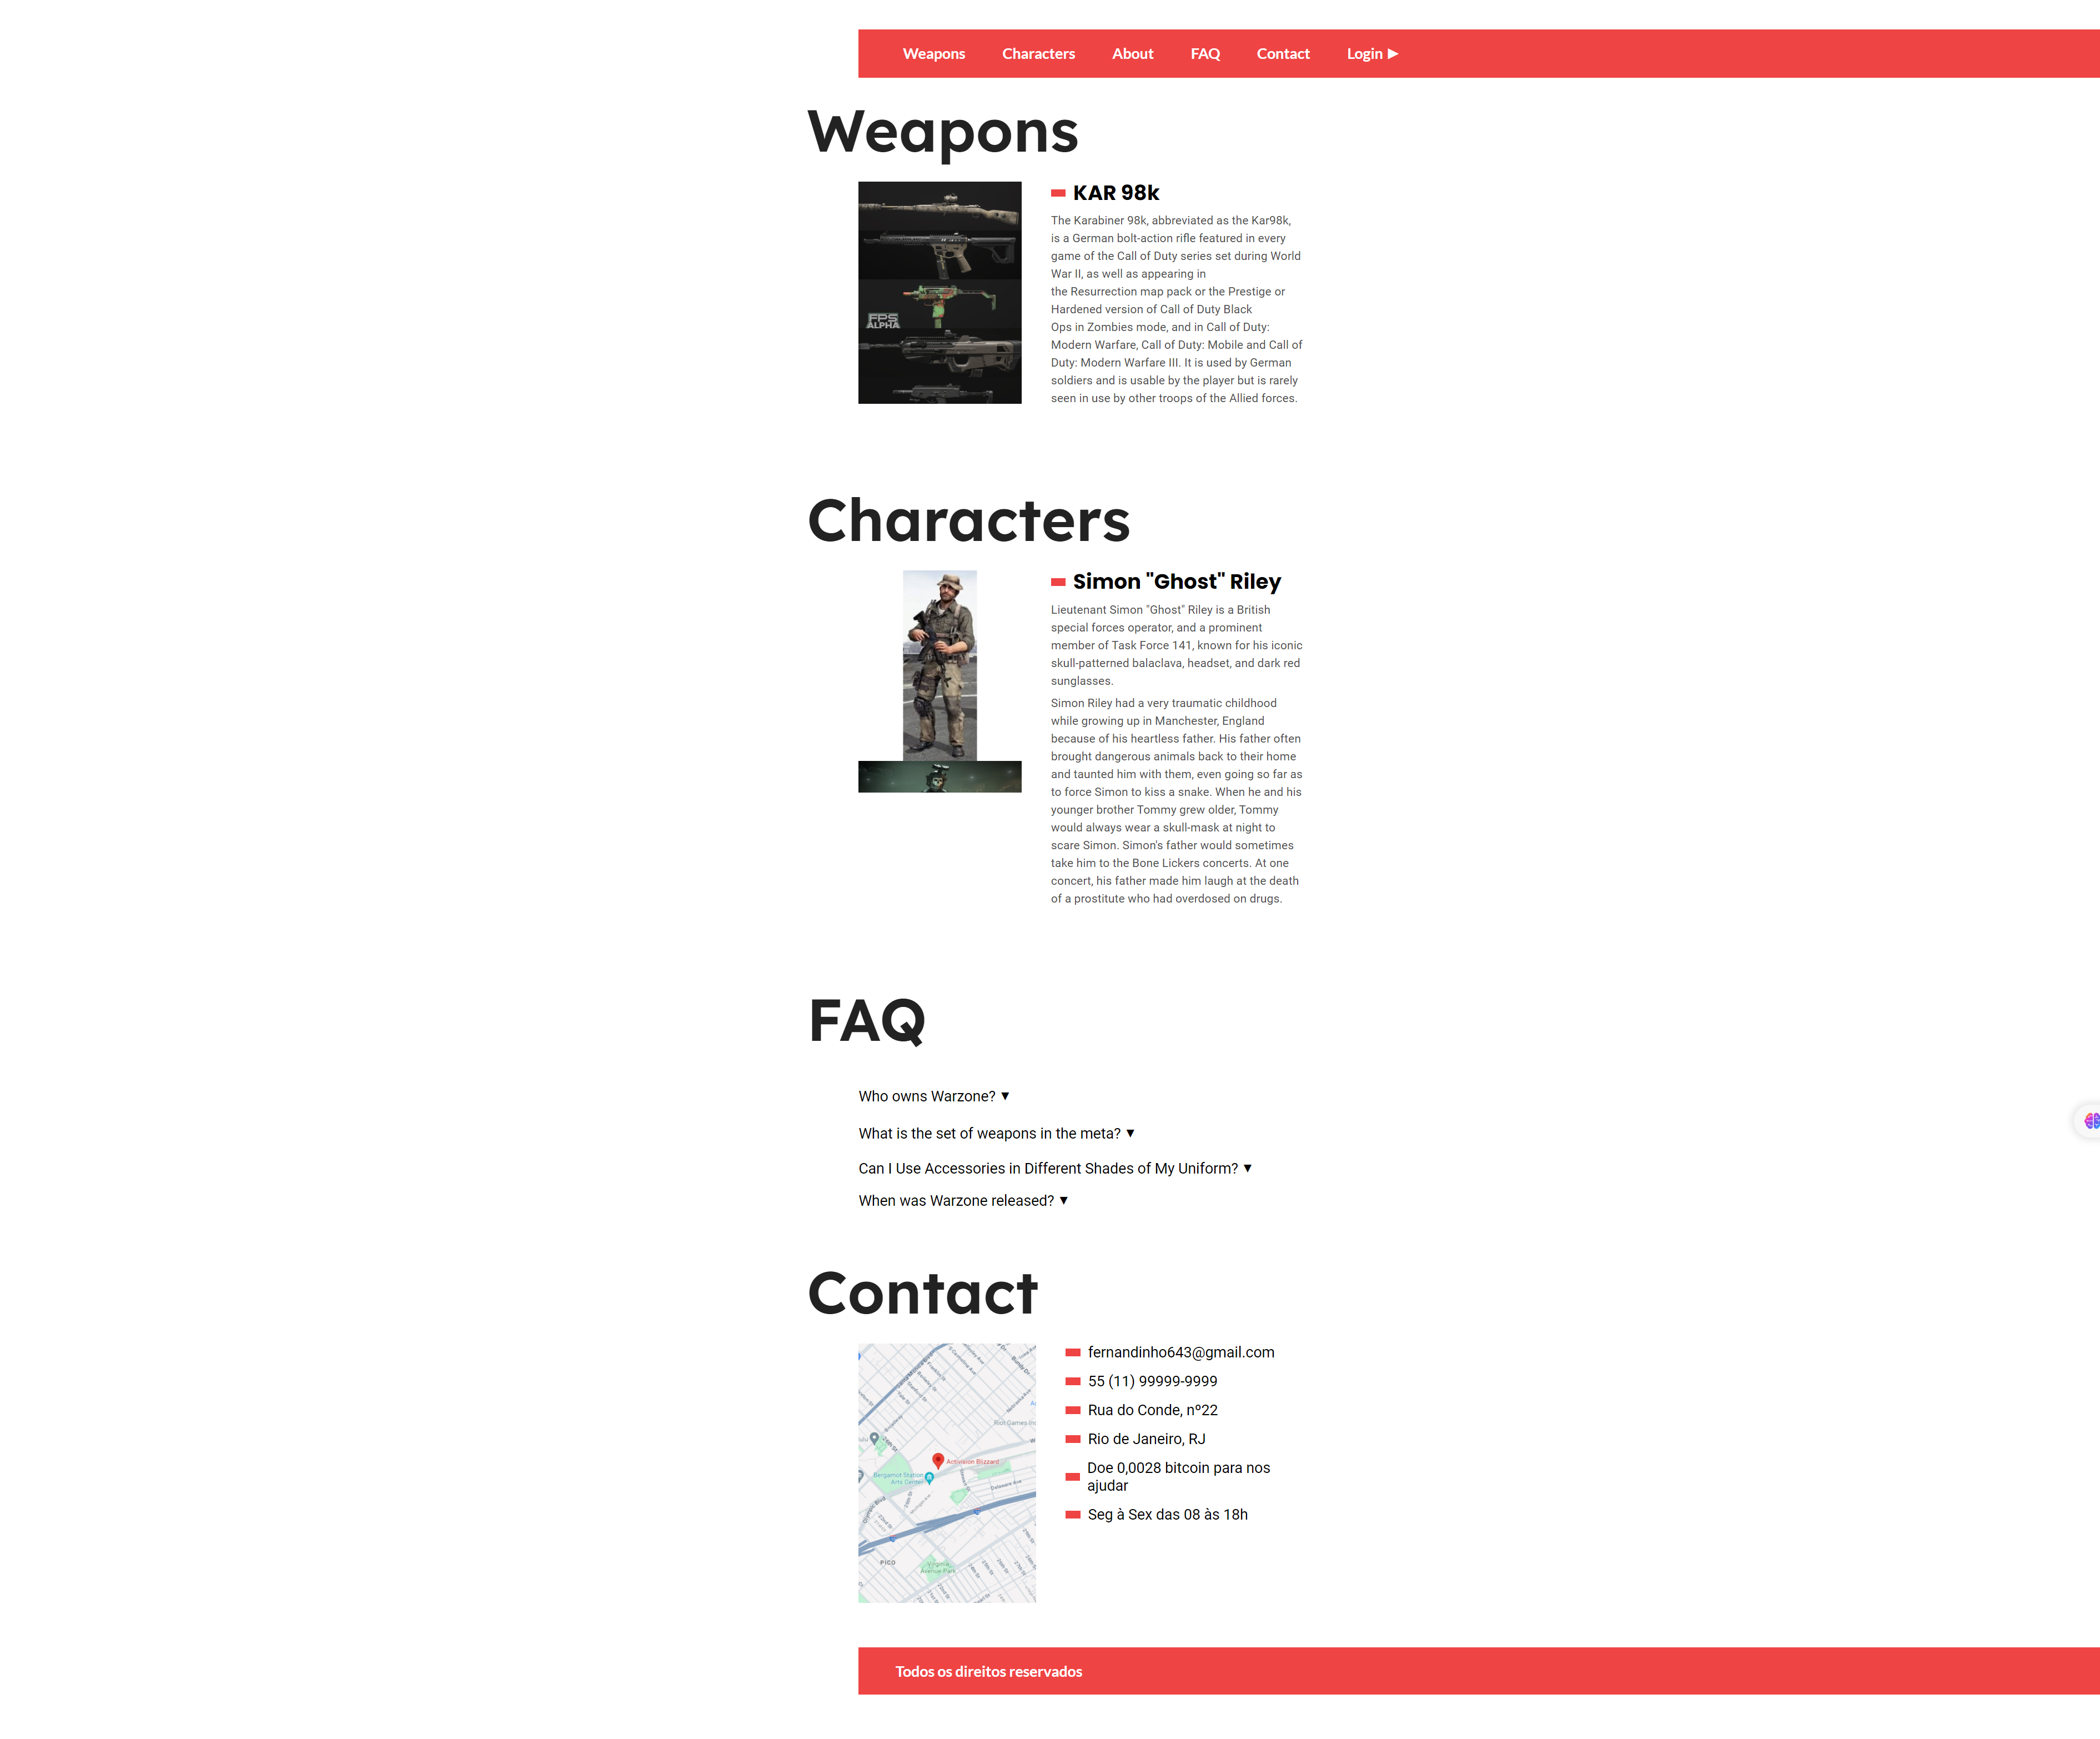 Weapons Characters About FAQ Contact Login ▶
Weapons
FPS
ALPHA
KAR 98k
The Karabiner 98k, abbreviated as the Kar98k,
is a German bolt-action rifle featured in every
game of the Call of Duty series set during World
War II, as well as appearing in
the Resurrection map pack or the Prestige or
Hardened version of Call of Duty Black
Ops in Zombies mode, and in Call of Duty:
Modern Warfare, Call of Duty: Mobile and Call of
Duty: Modern Warfare III. It is used by German
soldiers and is usable by the player but is rarely
seen in use by other troops of the Allied forces.
Characters
Simon "Ghost" Riley
Lieutenant Simon "Ghost" Riley is a British
special forces operator, and a prominent
member of Task Force 141, known for his iconic
skull-patterned balaclava, headset, and dark red
sunglasses.
Simon Riley had a very traumatic childhood
while growing up in Manchester, England
because of his heartless father. His father often
brought dangerous animals back to their home
and taunted him with them, even going so far as
to force Simon to kiss a snake. When he and his
younger brother Tommy grew older, Tommy
would always wear a skull-mask at night to
scare Simon. Simon's father would sometimes
take him to the Bone Lickers concerts. At one
concert, his father made him laugh at the death
of a prostitute who had overdosed on drugs.
FAQ
Who owns Warzone? ▼
What is the set of weapons in the meta? ▼
Can I Use Accessories in Different Shades of My Uniform? ▼
When was Warzone released? ▼
Contact
Riot Games Inc
Activision Blizzard
Bergamot Station
Arts Center
Delaware Ave
Olympic Blvd
PICO
Virginia
Avenue Park
fernandinho643@gmail.com
55 (11) 99999-9999
Rua do Conde, nº22
Rio de Janeiro, RJ
Doe 0,0028 bitcoin para nos
ajudar
Seg à Sex das 08 às 18h
Todos os direitos reservados